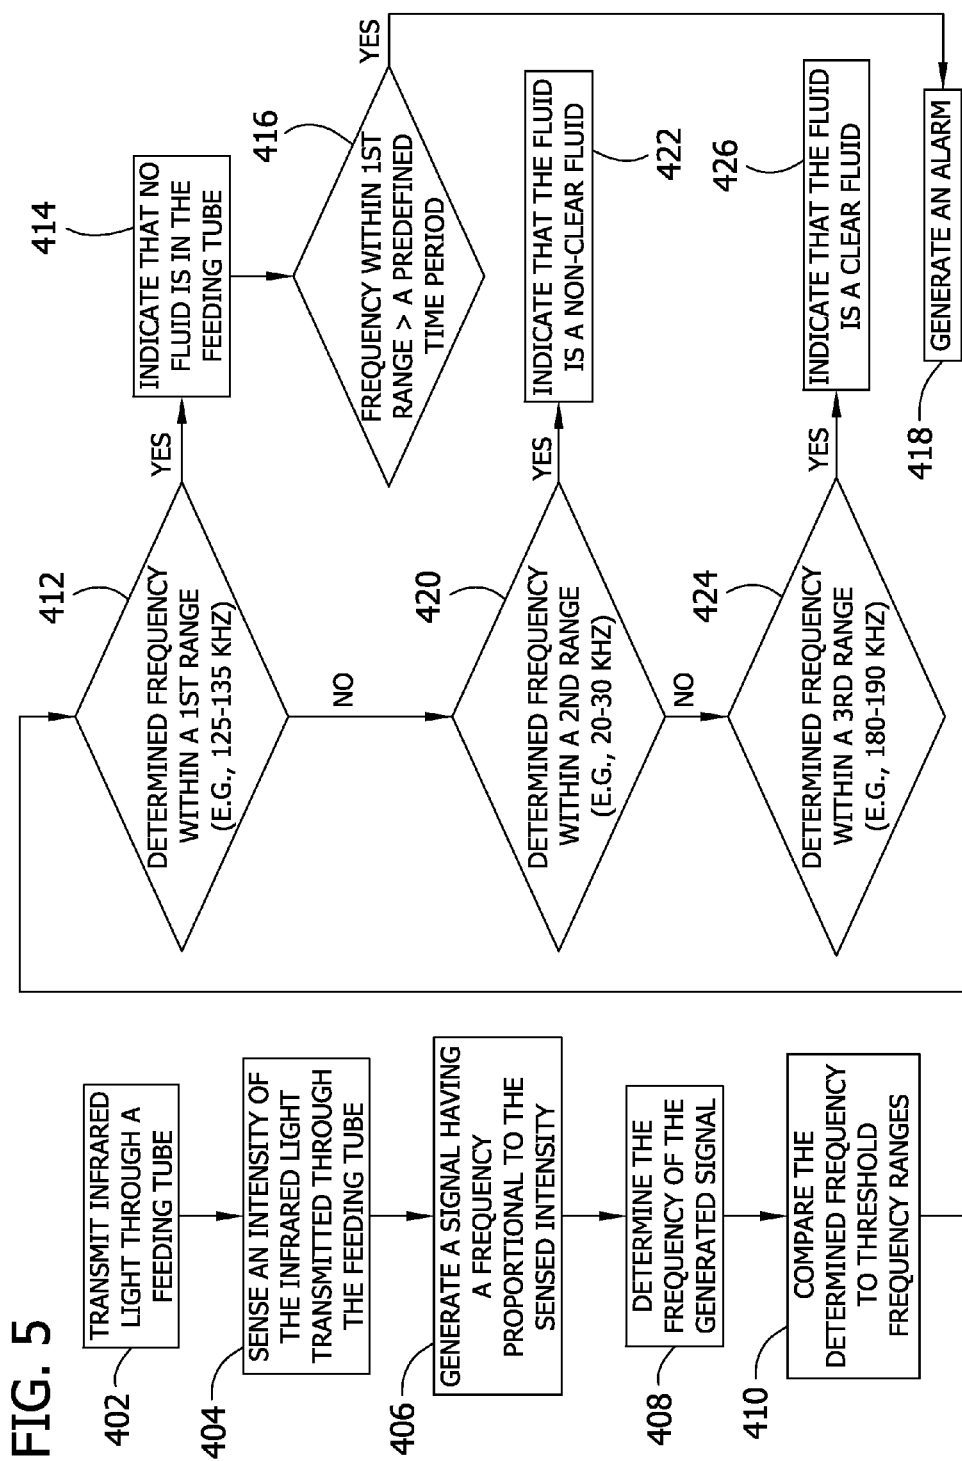 FIG. 5
402
TRANSMIT INFRARED
LIGHT THROUGH A
FEEDING TUBE
404
SENSE AN INTENSITY OF
THE INFRARED LIGHT
TRANSMITTED THROUGH
THE FEEDING TUBE
406
GENERATE A SIGNAL HAVING
A FREQUENCY
PROPORTIONAL TO THE
SENSED INTENSITY
408
DETERMINE THE
FREQUENCY OF THE
GENERATED SIGNAL
410
COMPARE THE
DETERMINED FREQUENCY
TO THRESHOLD
FREQUENCY RANGES
412
DETERMINED FREQUENCY
WITHIN A 1ST RANGE
(E.G., 125-135 KHZ)
YES
NO
414
INDICATE THAT NO
FLUID IS IN THE
FEEDING TUBE
416
FREQUENCY WITHIN 1ST
RANGE > A PREDEFINED
TIME PERIOD
YES
420
DETERMINED FREQUENCY
WITHIN A 2ND RANGE
(E.G., 20-30 KHZ)
YES
NO
422
INDICATE THAT THE FLUID
IS A NON-CLEAR FLUID
424
DETERMINED FREQUENCY
WITHIN A 3RD RANGE
(E.G., 180-190 KHZ)
YES
426
INDICATE THAT THE FLUID
IS A CLEAR FLUID
418
GENERATE AN ALARM